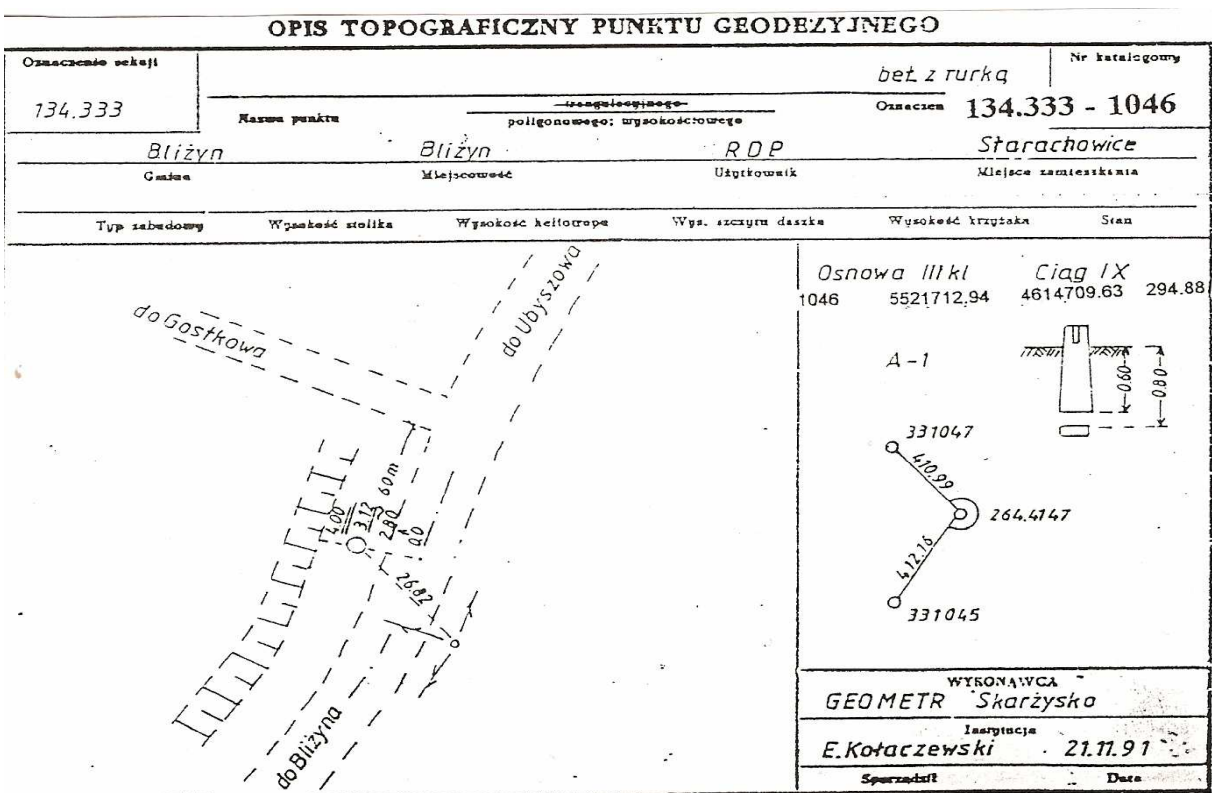 OPIS TOPOGRAFICZNY PUNKTU GEODEZYJNEGO
Oznaczenie sekcji
134.333
Nazwa punktu
triangulacyjnego
poligonowego; wysokościowego
bet. z rurką
Oznaczen
Nr katalogowy
134.333 - 1046
Bliżyn Bliżyn RDP Starachowice
Gmina Miejscowość Użytkownik Miejsce zamieszkania
Typ zabudowy Wysokość stolika Wysokość heliotropa Wys. szczytu daszka Wysokość krzyżaka Stan
do Gostkowa
do Ubyszowa
60m
4.00
3.12
2.80
0.0
26.82
do Bliżyna
Osnowa III kl Ciąg IX
1046 5521712.94 4614709.63 294.88
A-1
0.60
0.80
331047
410.99
264.4147
412.16
331045
WYKONAWCA
GEOMETR Skarżysko
Instytucja
E.Kołaczewski 21.11.91
Sporządził Data